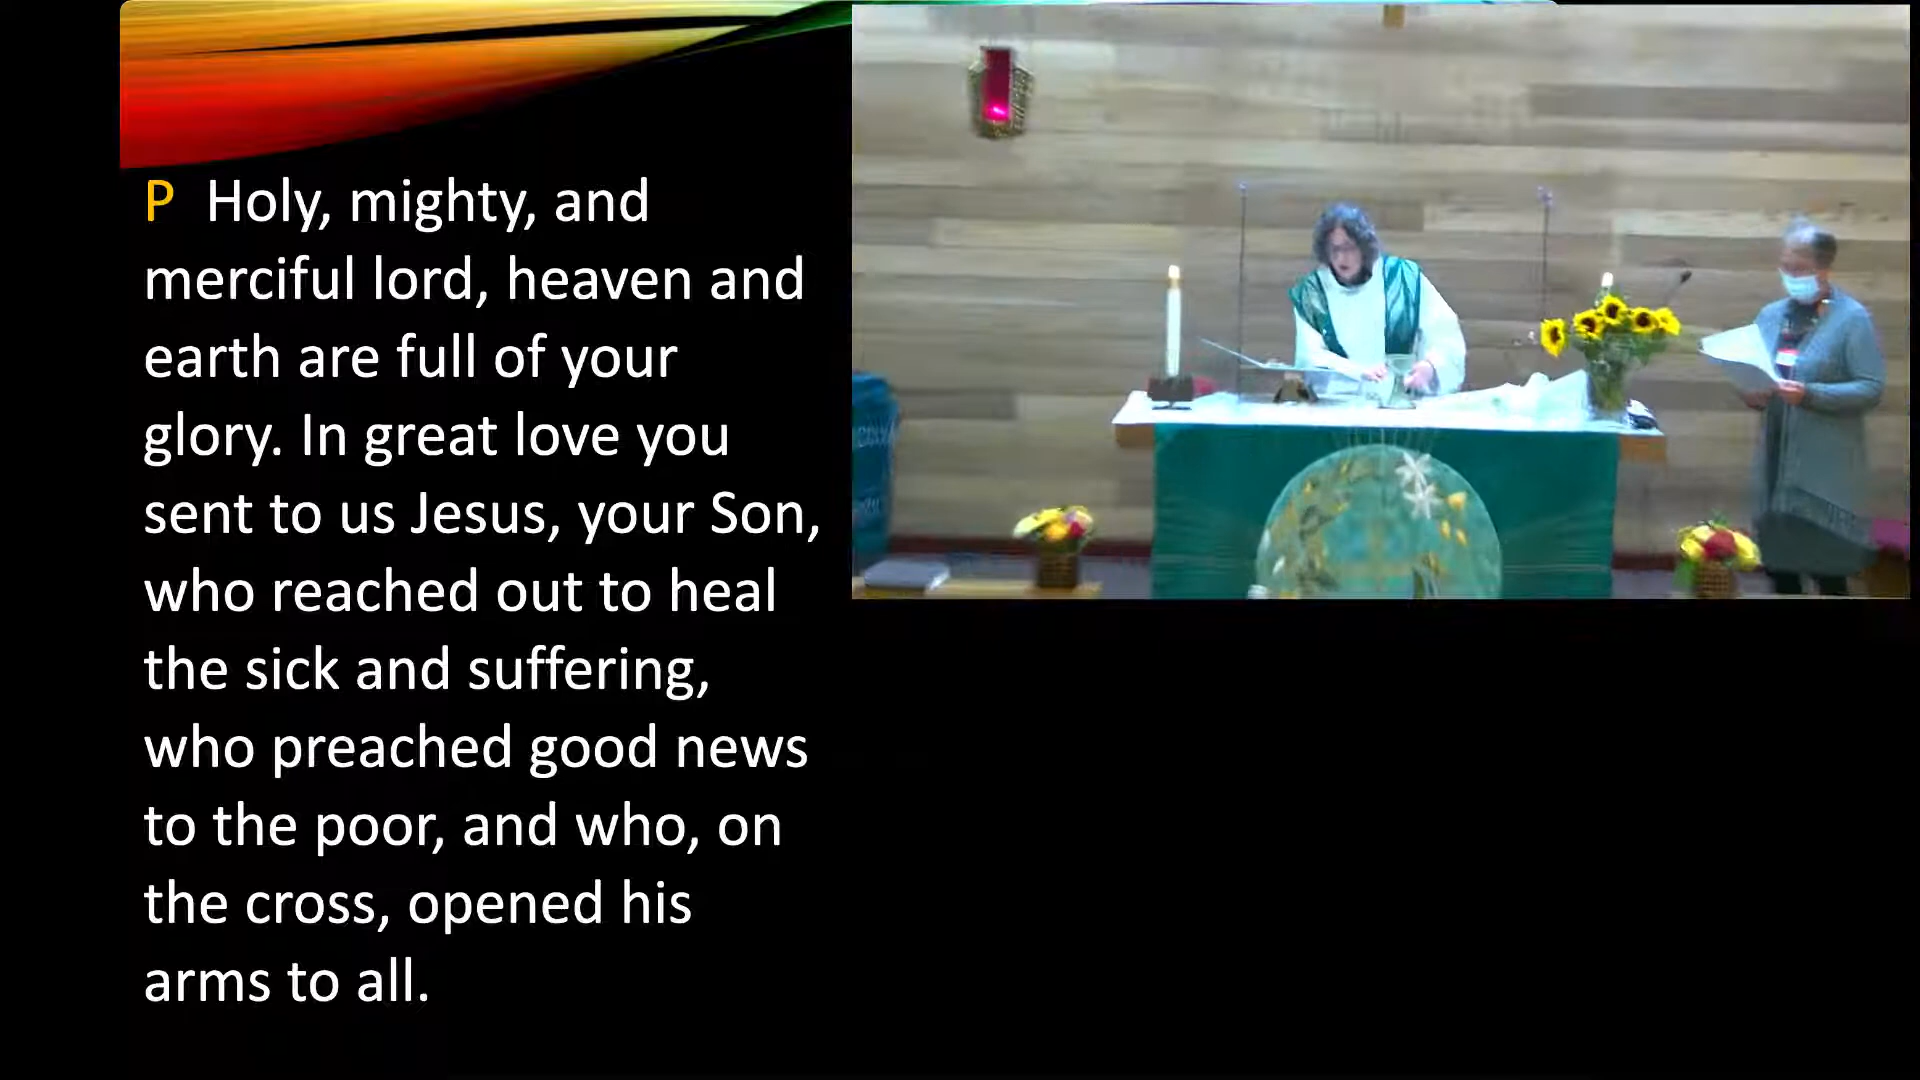 P Holy, mighty, and
merciful lord, heaven and
earth are full of your
glory. In great love you
sent to us Jesus, your Son,
who reached out to heal
the sick and suffering,
who preached good news
to the poor, and who, on
the cross, opened his
arms to all.